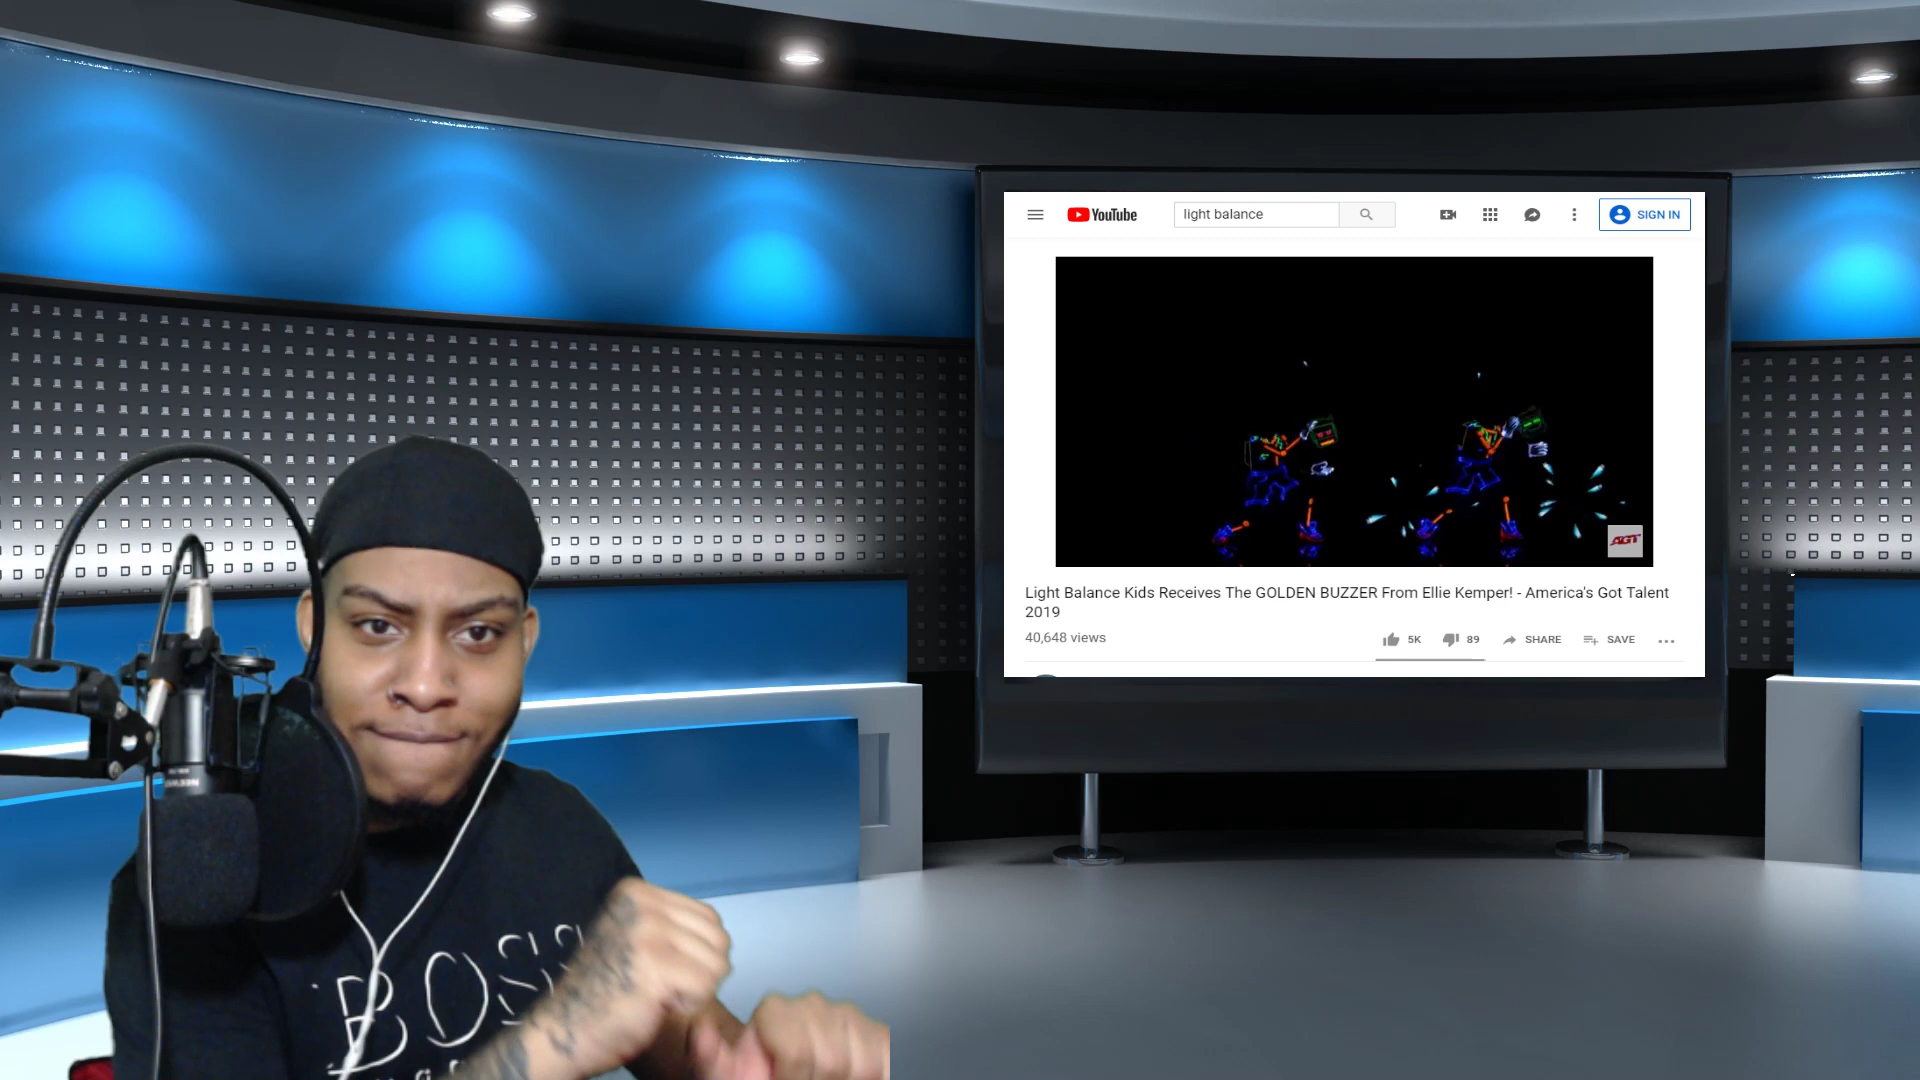 YouTube
light balance
SIGN IN
AGT
Light Balance Kids Receives The GOLDEN BUZZER From Ellie Kemper! - America's Got Talent
2019
40,648 views
5K
89
SHARE
SAVE
BOSS